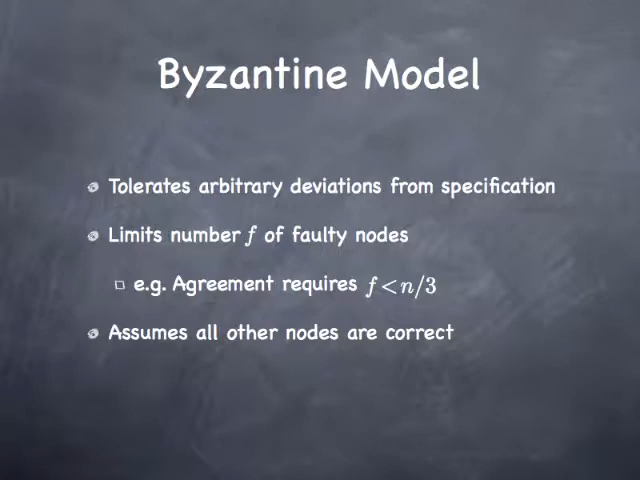 Byzantine Model
Tolerates arbitrary deviations from specification
Limits number f of faulty nodes
e.g. Agreement requires f < n/3
Assumes all other nodes are correct